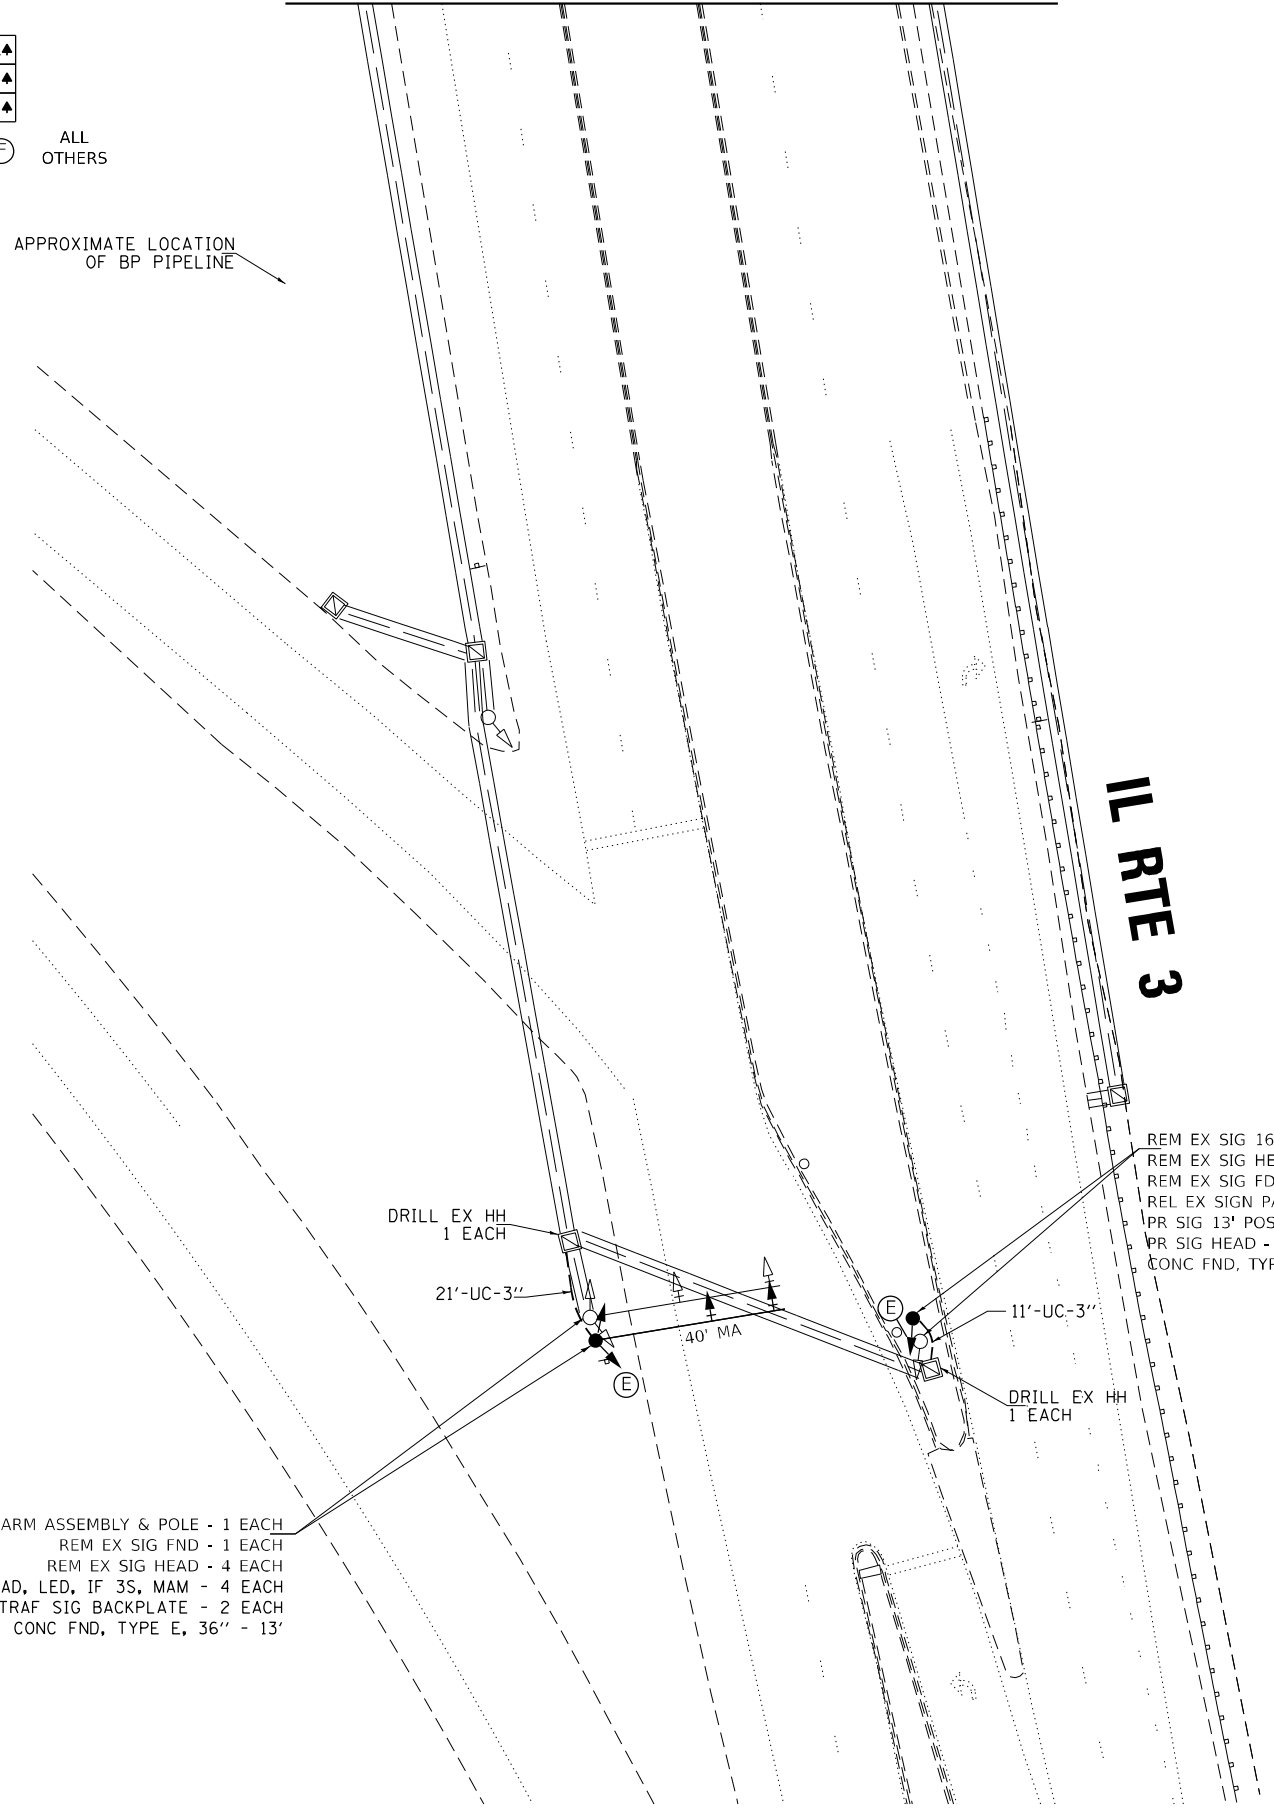 ALL
OTHERS
APPROXIMATE LOCATION
OF BP PIPELINE
IL RTE 3
REM EX SIG 16
REM EX SIG HE
REM EX SIG FD
REL EX SIGN PA
PR SIG 13' POS
PR SIG HEAD -
CONC FND, TYP
DRILL EX HH
1 EACH
21'-UC-3"
40' MA
E
11'-UC-3"
E
DRILL EX HH
1 EACH
ARM ASSEMBLY & POLE - 1 EACH
REM EX SIG FND - 1 EACH
REM EX SIG HEAD - 4 EACH
AD, LED, IF 3S, MAM - 4 EACH
TRAF SIG BACKPLATE - 2 EACH
CONC FND, TYPE E, 36" - 13'